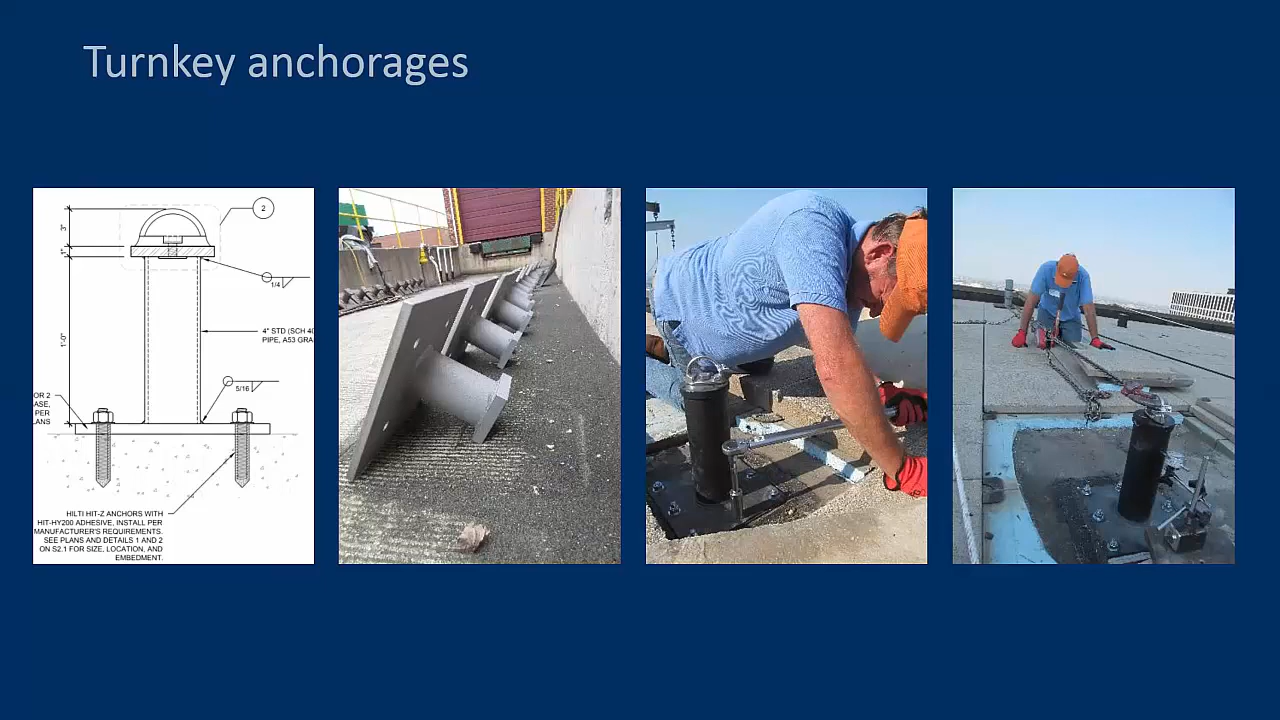 Turnkey anchorages
2
3"
1"
1/4
4" STD (SCH 40
PIPE, A53 GRA
1'-0"
5/16
OR 2
ASE,
PER
LANS
HILTI HIT-Z ANCHORS WITH
HIT-HY200 ADHESIVE, INSTALL PER
MANUFACTURER'S REQUIREMENTS.
SEE PLANS AND DETAILS 1 AND 2
ON S2.1 FOR SIZE, LOCATION, AND
EMBEDMENT.